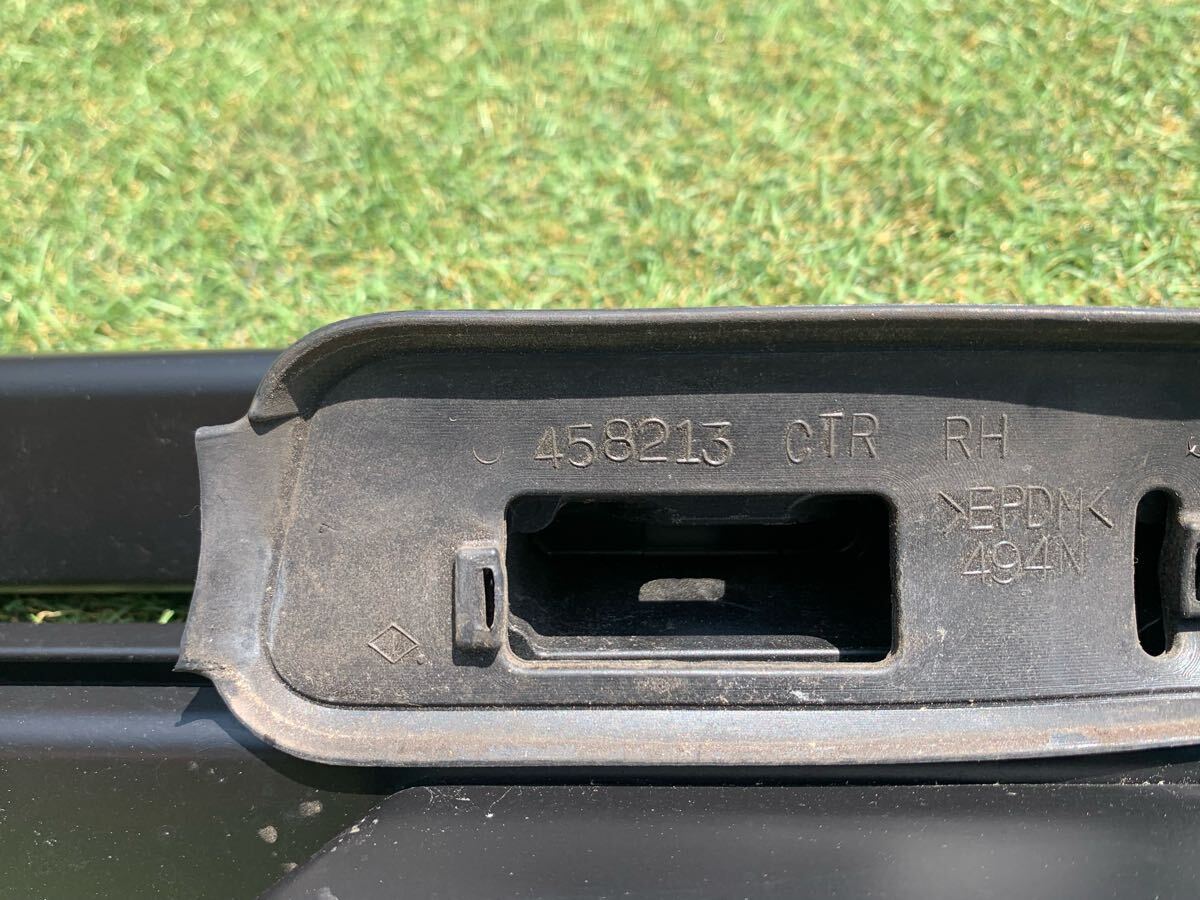 458213 CTR RH
>EPDM<
494N